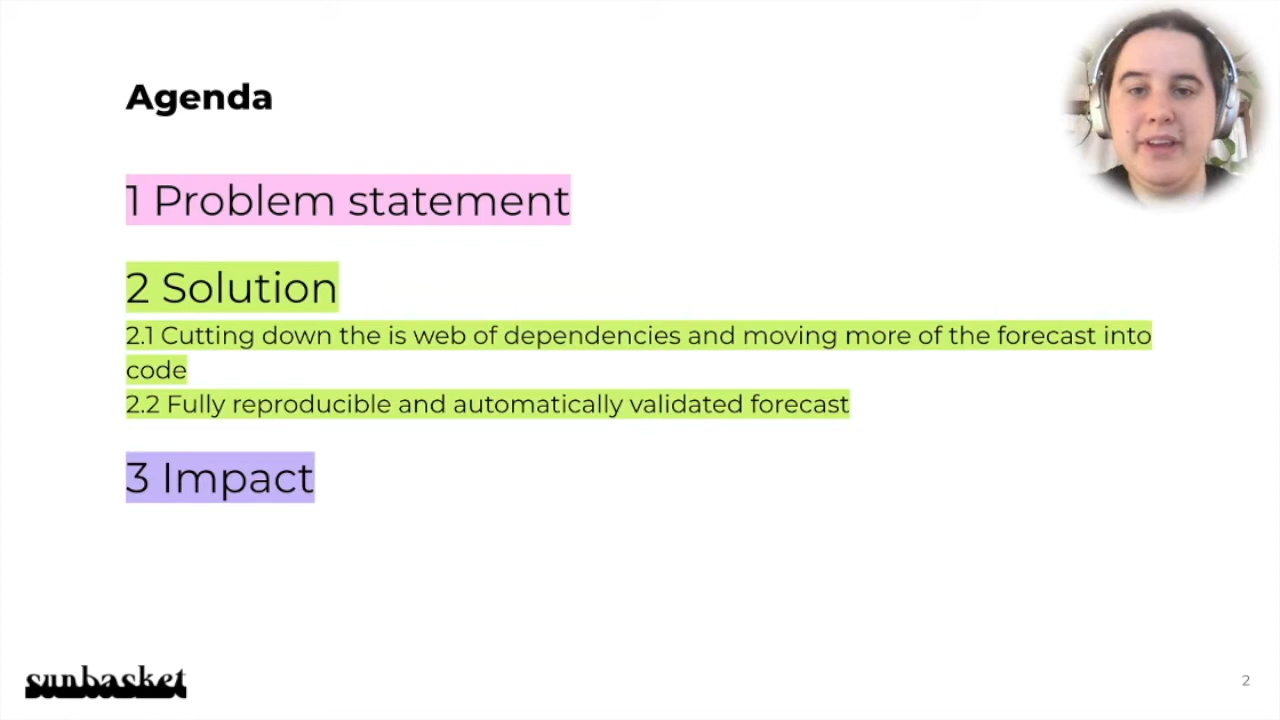 Agenda
1 Problem statement
2 Solution
2.1 Cutting down the is web of dependencies and moving more of the forecast into
code
2.2 Fully reproducible and automatically validated forecast
3 Impact
sunbasket
2